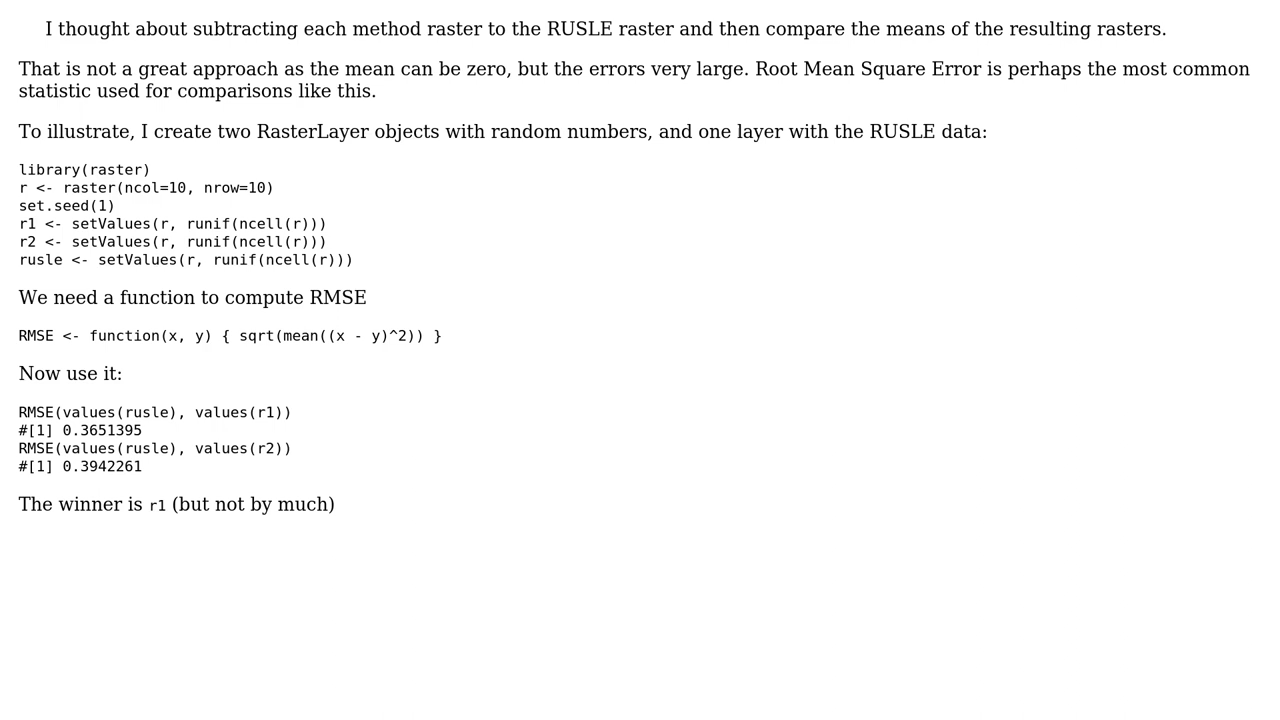 I thought about subtracting each method raster to the RUSLE raster and then compare the means of the resulting rasters.
That is not a great approach as the mean can be zero, but the errors very large. Root Mean Square Error is perhaps the most common
statistic used for comparisons like this.
To illustrate, I create two RasterLayer objects with random numbers, and one layer with the RUSLE data:
library(raster)
r <- raster(ncol=10, nrow=10)
set.seed(1)
r1 <- setValues(r, runif(ncell(r)))
r2 <- setValues(r, runif(ncell(r)))
rusle <- setValues(r, runif(ncell(r)))
We need a function to compute RMSE
RMSE <- function(x, y) { sqrt(mean((x - y)^2)) }
Now use it:
RMSE(values(rusle), values(r1))
#[1] 0.3651395
RMSE(values(rusle), values(r2))
#[1] 0.3942261
The winner is r1 (but not by much)